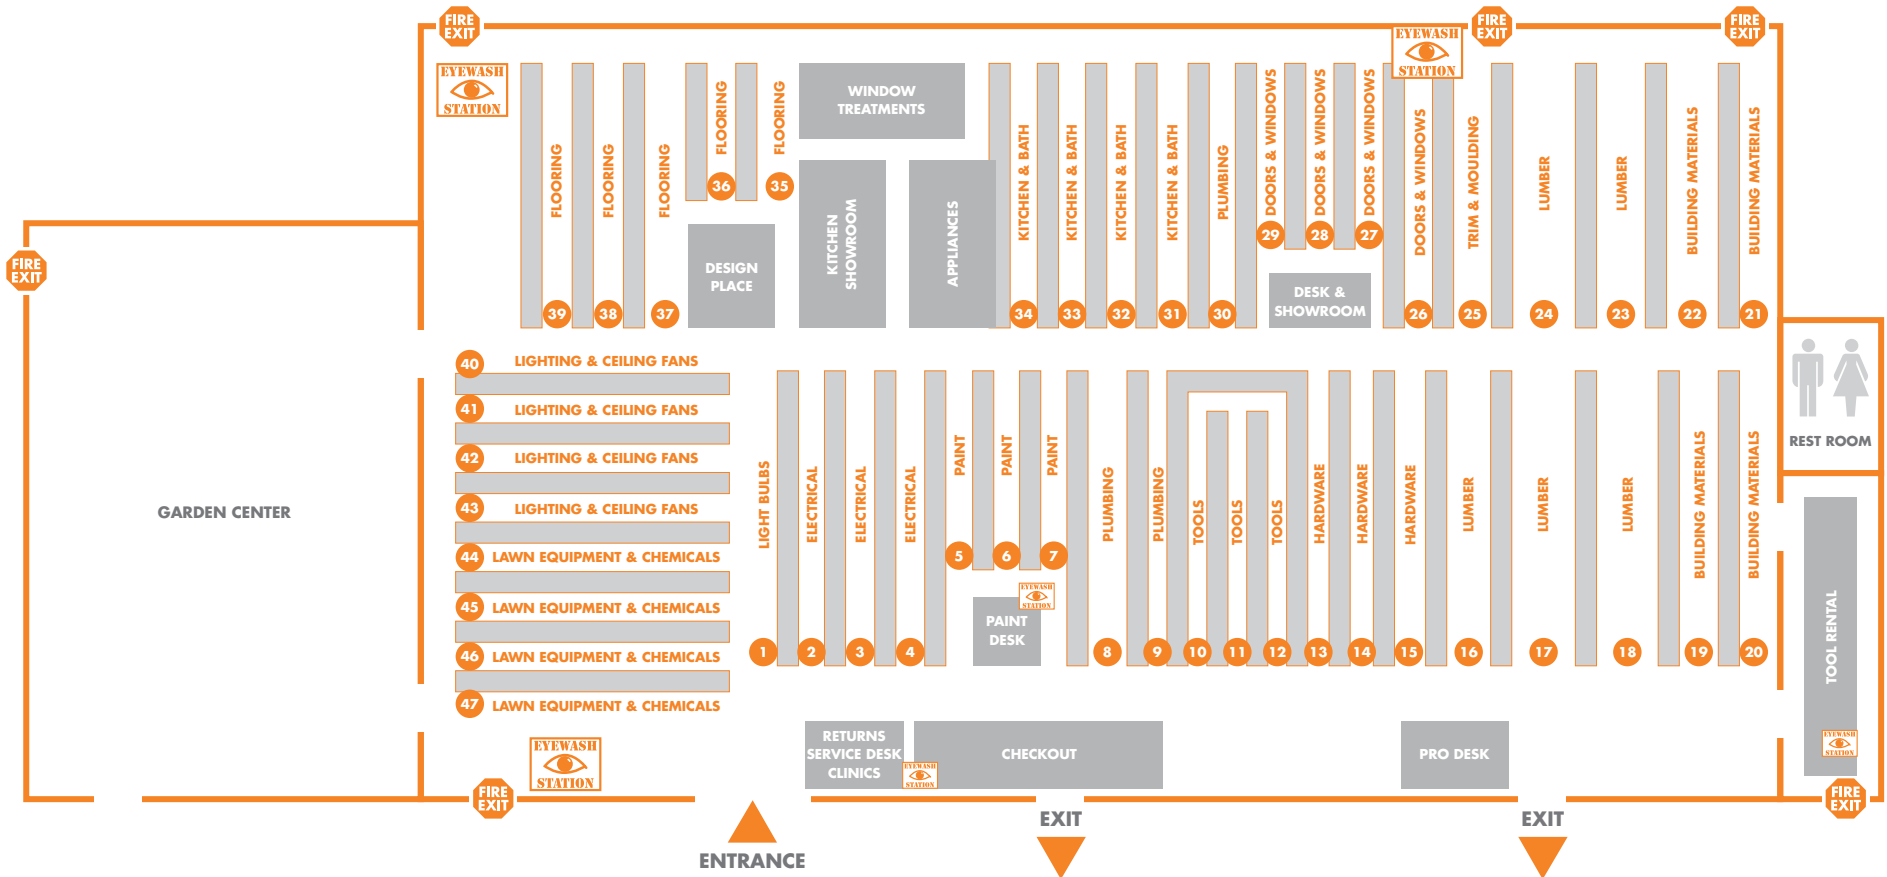 FIRE
EXIT
FIRE
EXIT
FIRE
EXIT
EYEWASH
STATION
EYEWASH
STATION
WINDOW
TREATMENTS
FLOORING
FLOORING
FLOORING
FLOORING
FLOORING
36
35
KITCHEN
SHOWROOM
APPLIANCES
KITCHEN & BATH
KITCHEN & BATH
KITCHEN & BATH
KITCHEN & BATH
PLUMBING
DOORS & WINDOWS
DOORS & WINDOWS
DOORS & WINDOWS
DOORS & WINDOWS
TRIM & MOULDING
LUMBER
LUMBER
BUILDING MATERIALS
BUILDING MATERIALS
29
28
27
FIRE
EXIT
DESIGN
PLACE
DESK &
SHOWROOM
39
38
37
34
33
32
31
30
26
25
24
23
22
21
40 LIGHTING & CEILING FANS
41 LIGHTING & CEILING FANS
42 LIGHTING & CEILING FANS
43 LIGHTING & CEILING FANS
44 LAWN EQUIPMENT & CHEMICALS
45 LAWN EQUIPMENT & CHEMICALS
46 LAWN EQUIPMENT & CHEMICALS
47 LAWN EQUIPMENT & CHEMICALS
GARDEN CENTER
LIGHT BULBS
ELECTRICAL
ELECTRICAL
ELECTRICAL
PAINT
PAINT
PAINT
PLUMBING
PLUMBING
TOOLS
TOOLS
TOOLS
HARDWARE
HARDWARE
HARDWARE
LUMBER
LUMBER
LUMBER
BUILDING MATERIALS
BUILDING MATERIALS
REST ROOM
5
6
7
EYEWASH
STATION
PAINT
DESK
1
2
3
4
8
9
10
11
12
13
14
15
16
17
18
19
20
TOOL RENTAL
EYEWASH
STATION
EYEWASH
STATION
RETURNS
SERVICE DESK
CLINICS
EYEWASH
STATION
CHECKOUT
PRO DESK
FIRE
EXIT
FIRE
EXIT
ENTRANCE
EXIT
EXIT